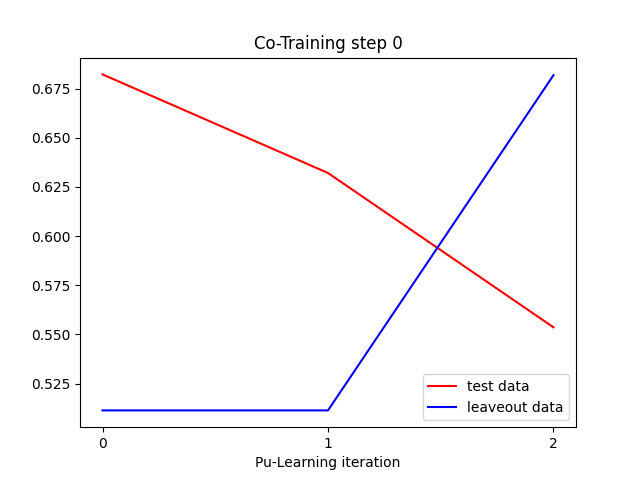 Co-Training step 0
0.675
0.650
0.625
0.600
0.575
0.550
0.525
test data
leaveout data
0 1 2
Pu-Learning iteration